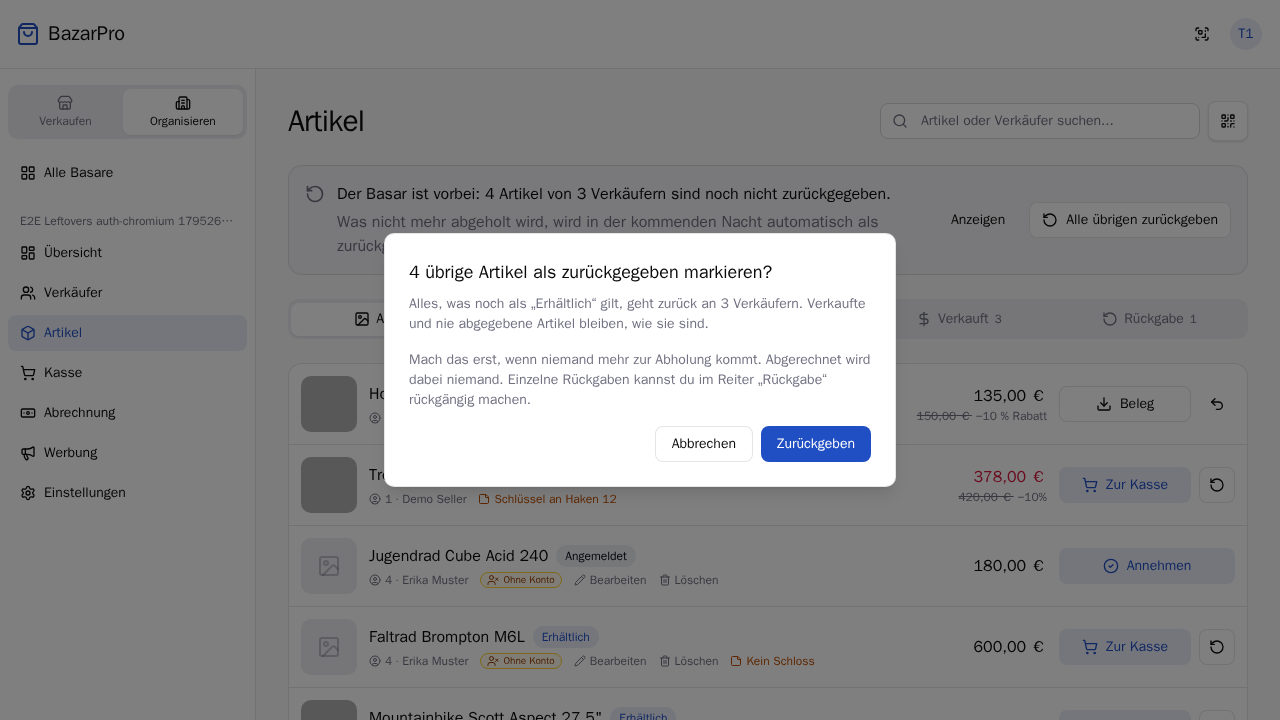 BazarPro
T1
Verkaufen
Organisieren
Alle Basare
E2E Leftovers auth-chromium 179526…
Übersicht
Verkäufer
Artikel
Kasse
Abrechnung
Werbung
Einstellungen
Artikel
Artikel oder Verkäufer suchen...
Der Basar ist vorbei: 4 Artikel von 3 Verkäufern sind noch nicht zurückgegeben.
Was nicht mehr abgeholt wird, wird in der kommenden Nacht automatisch als
Anzeigen
Alle übrigen zurückgeben
4 übrige Artikel als zurückgegeben markieren?
Alles, was noch als „Erhältlich“ gilt, geht zurück an 3 Verkäufern. Verkaufte
und nie abgegebene Artikel bleiben, wie sie sind.
Mach das erst, wenn niemand mehr zur Abholung kommt. Abgerechnet wird
dabei niemand. Einzelne Rückgaben kannst du im Reiter „Rückgabe“
rückgängig machen.
Abbrechen
Zurückgeben
Verkauft 3
Rückgabe 1
135,00 €
150,00 € −10 % Rabatt
Beleg
1 · Demo Seller
Schlüssel an Haken 12
378,00 €
420,00 € −10%
Zur Kasse
Jugendrad Cube Acid 240 Angemeldet
4 · Erika Muster Ohne Konto Bearbeiten Löschen
180,00 €
Annehmen
Faltrad Brompton M6L Erhältlich
4 · Erika Muster Ohne Konto Bearbeiten Löschen Kein Schloss
600,00 €
Zur Kasse
Mountainbike Scott Aspect 27,5" Erhältlich